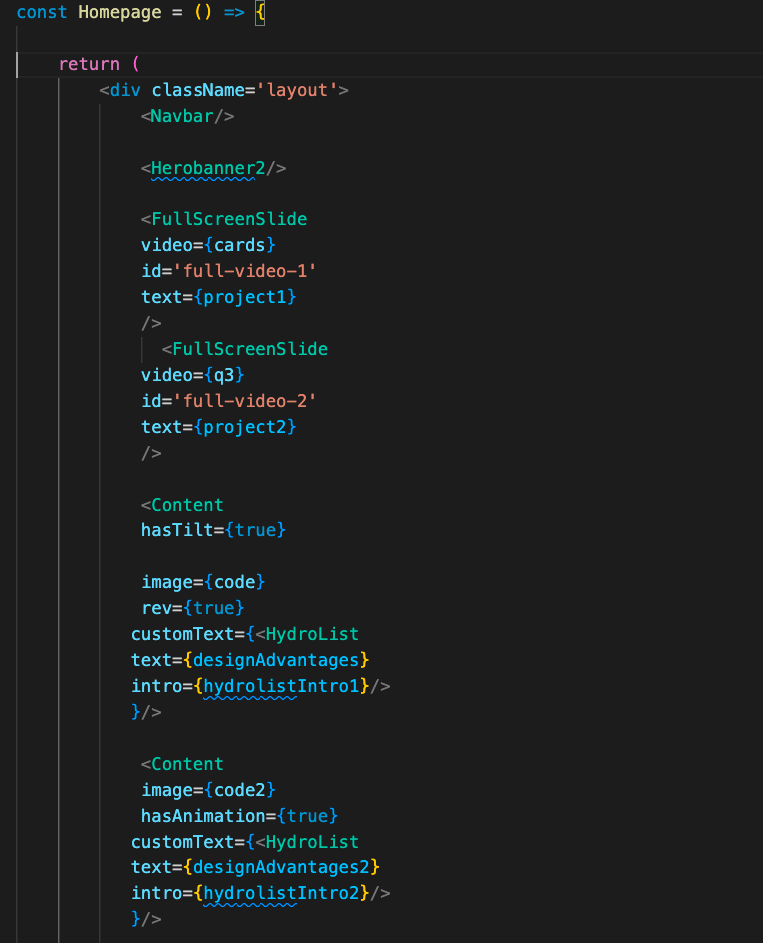 const Homepage = () => {
return (
<div className='layout'>
<Navbar/>
<Herobanner2/>
<FullScreenSlide
video={cards}
id='full-video-1'
text={project1}
/>
<FullScreenSlide
video={q3}
id='full-video-2'
text={project2}
/>
<Content
hasTilt={true}
image={code}
rev={true}
customText={<HydroList
text={designAdvantages}
intro={hydrolistIntro1}/>
}/>
<Content
image={code2}
hasAnimation={true}
customText={<HydroList
text={designAdvantages2}
intro={hydrolistIntro2}/>
}/>